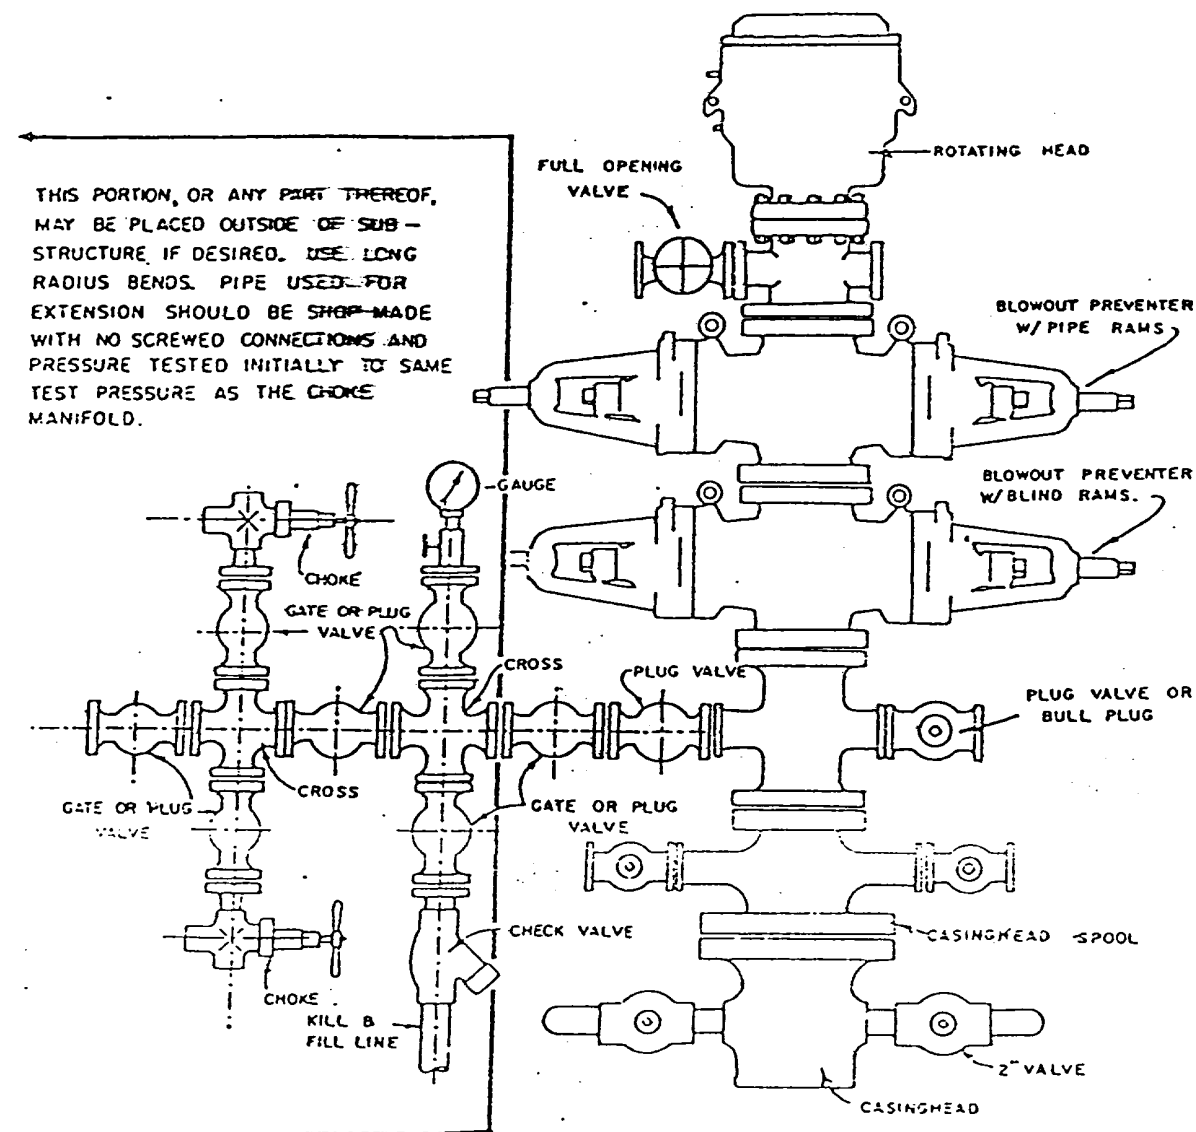 ROTATING HEAD
FULL OPENING
VALVE
THIS PORTION, OR ANY PART THEREOF,
MAY BE PLACED OUTSIDE OF SUB-
STRUCTURE IF DESIRED. USE LONG
RADIUS BENDS. PIPE USED FOR
EXTENSION SHOULD BE SHOP MADE
WITH NO SCREWED CONNECTIONS AND
PRESSURE TESTED INITIALLY TO SAME
TEST PRESSURE AS THE CHOKE
MANIFOLD.
BLOWOUT PREVENTER
W/ PIPE RAMS
GAUGE
BLOWOUT PREVENTER
W/BLIND RAMS.
CHOKE
GATE OR PLUG
VALVE
CROSS
PLUG VALVE
PLUG VALVE OR
BULL PLUG
CROSS
GATE OR PLUG
VALVE
GATE OR PLUG
VALVE
CHECK VALVE
CASINGHEAD SPOOL
CHOKE
KILL &
FILL LINE
2" VALVE
CASINGHEAD